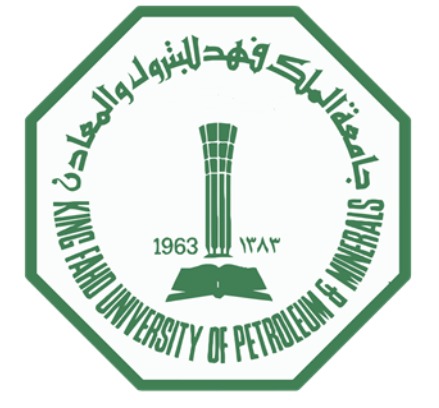 جامعة الملك فهد للبترول والمعادن
1963 ١٣٨٣
KING FAHD UNIVERSITY OF PETROLEUM & MINERALS